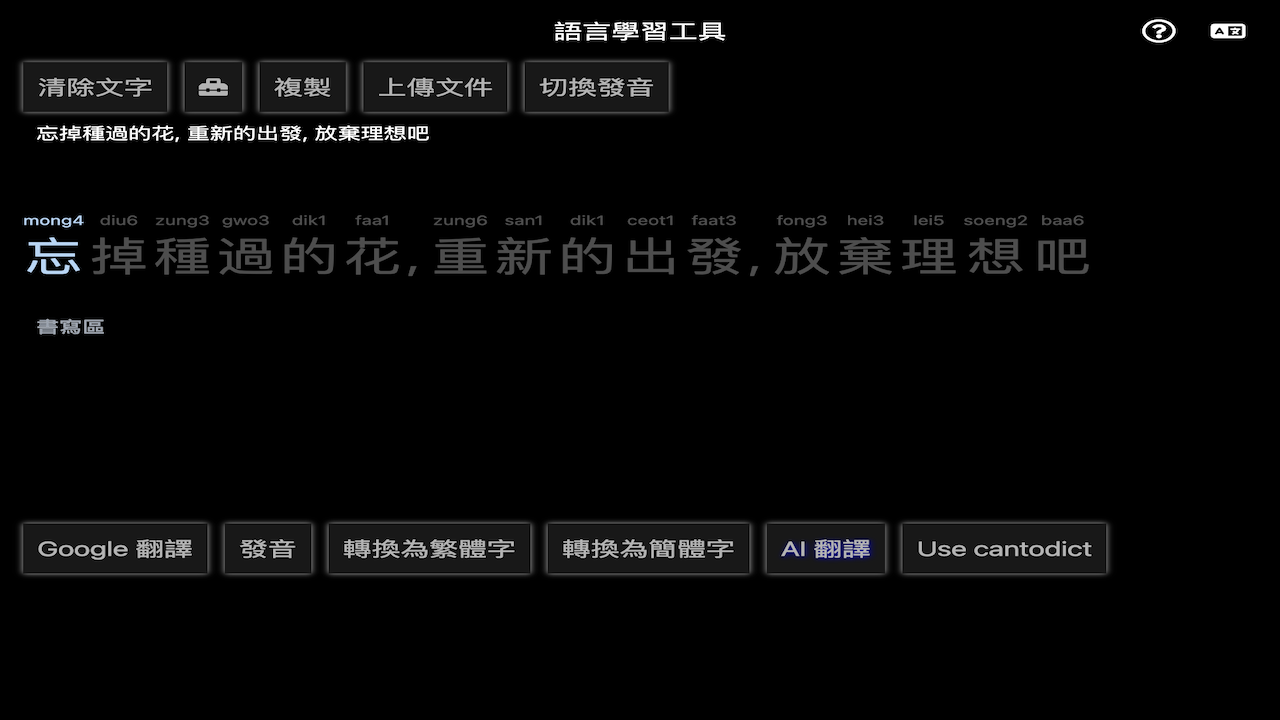 語言學習工具
清除文字 複製 上傳文件 切換發音
忘掉種過的花, 重新的出發, 放棄理想吧
mong4 diu6 zung3 gwo3 dik1 faa1 zung6 san1 dik1 ceot1 faat3 fong3 hei3 lei5 soeng2 baa6
忘掉種過的花, 重新的出發, 放棄理想吧
書寫區
Google 翻譯 發音 轉換為繁體字 轉換為簡體字 AI 翻譯 Use cantodict